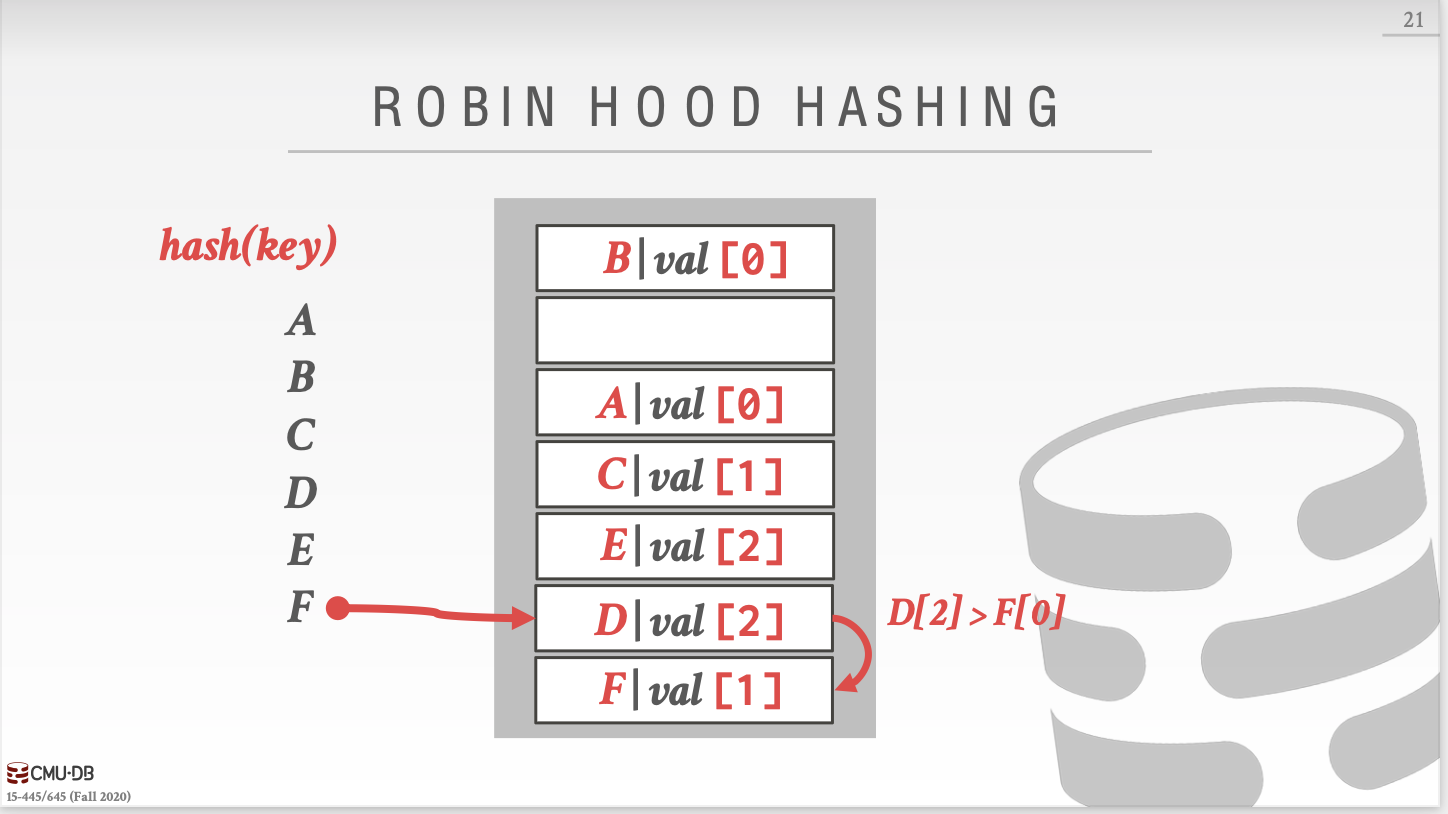 21
ROBIN HOOD HASHING
hash(key)
A
B
C
D
E
F
B|val [0]
A|val [0]
C|val [1]
E|val [2]
D|val [2]
F|val [1]
D[2] > F[0]
CMU·DB
15-445/645 (Fall 2020)